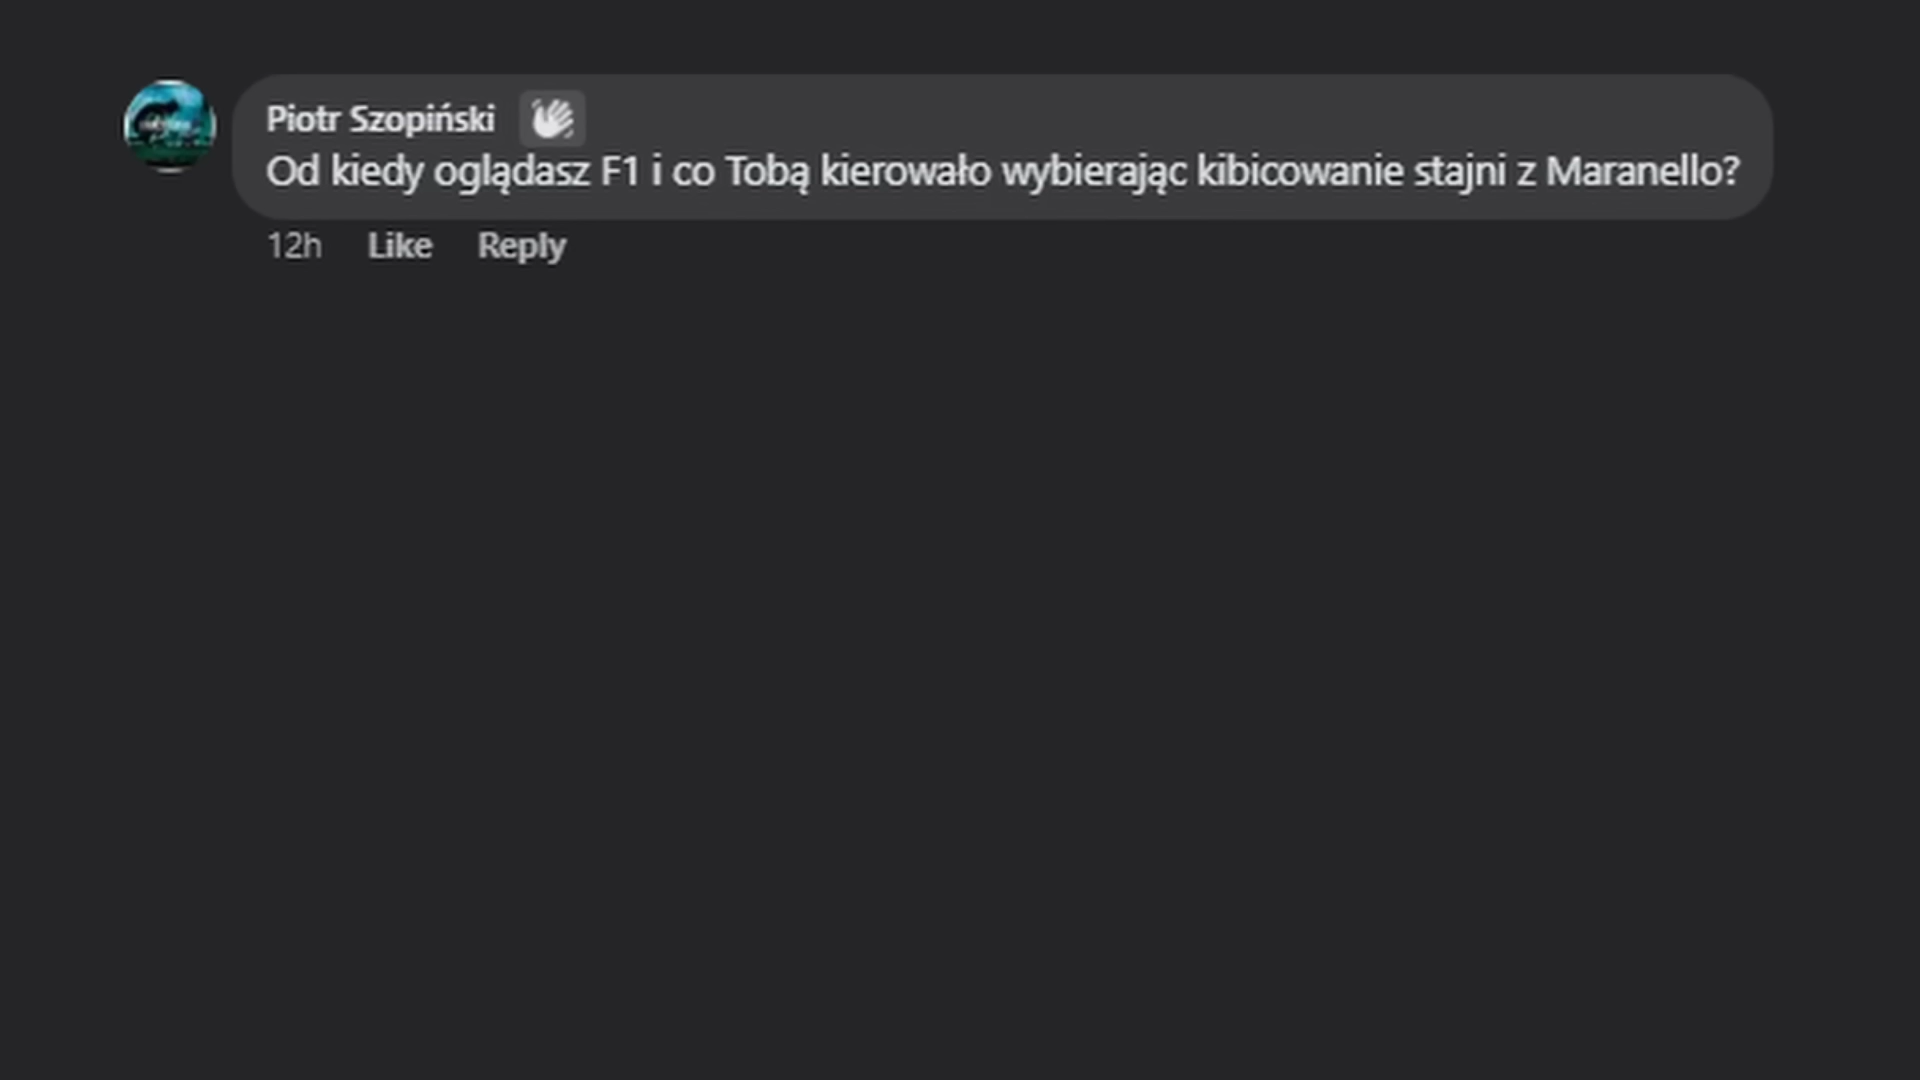 Piotr Szopiński
Od kiedy oglądasz F1 i co Tobą kierowało wybierając kibicowanie stajni z Maranello?
12h Like Reply